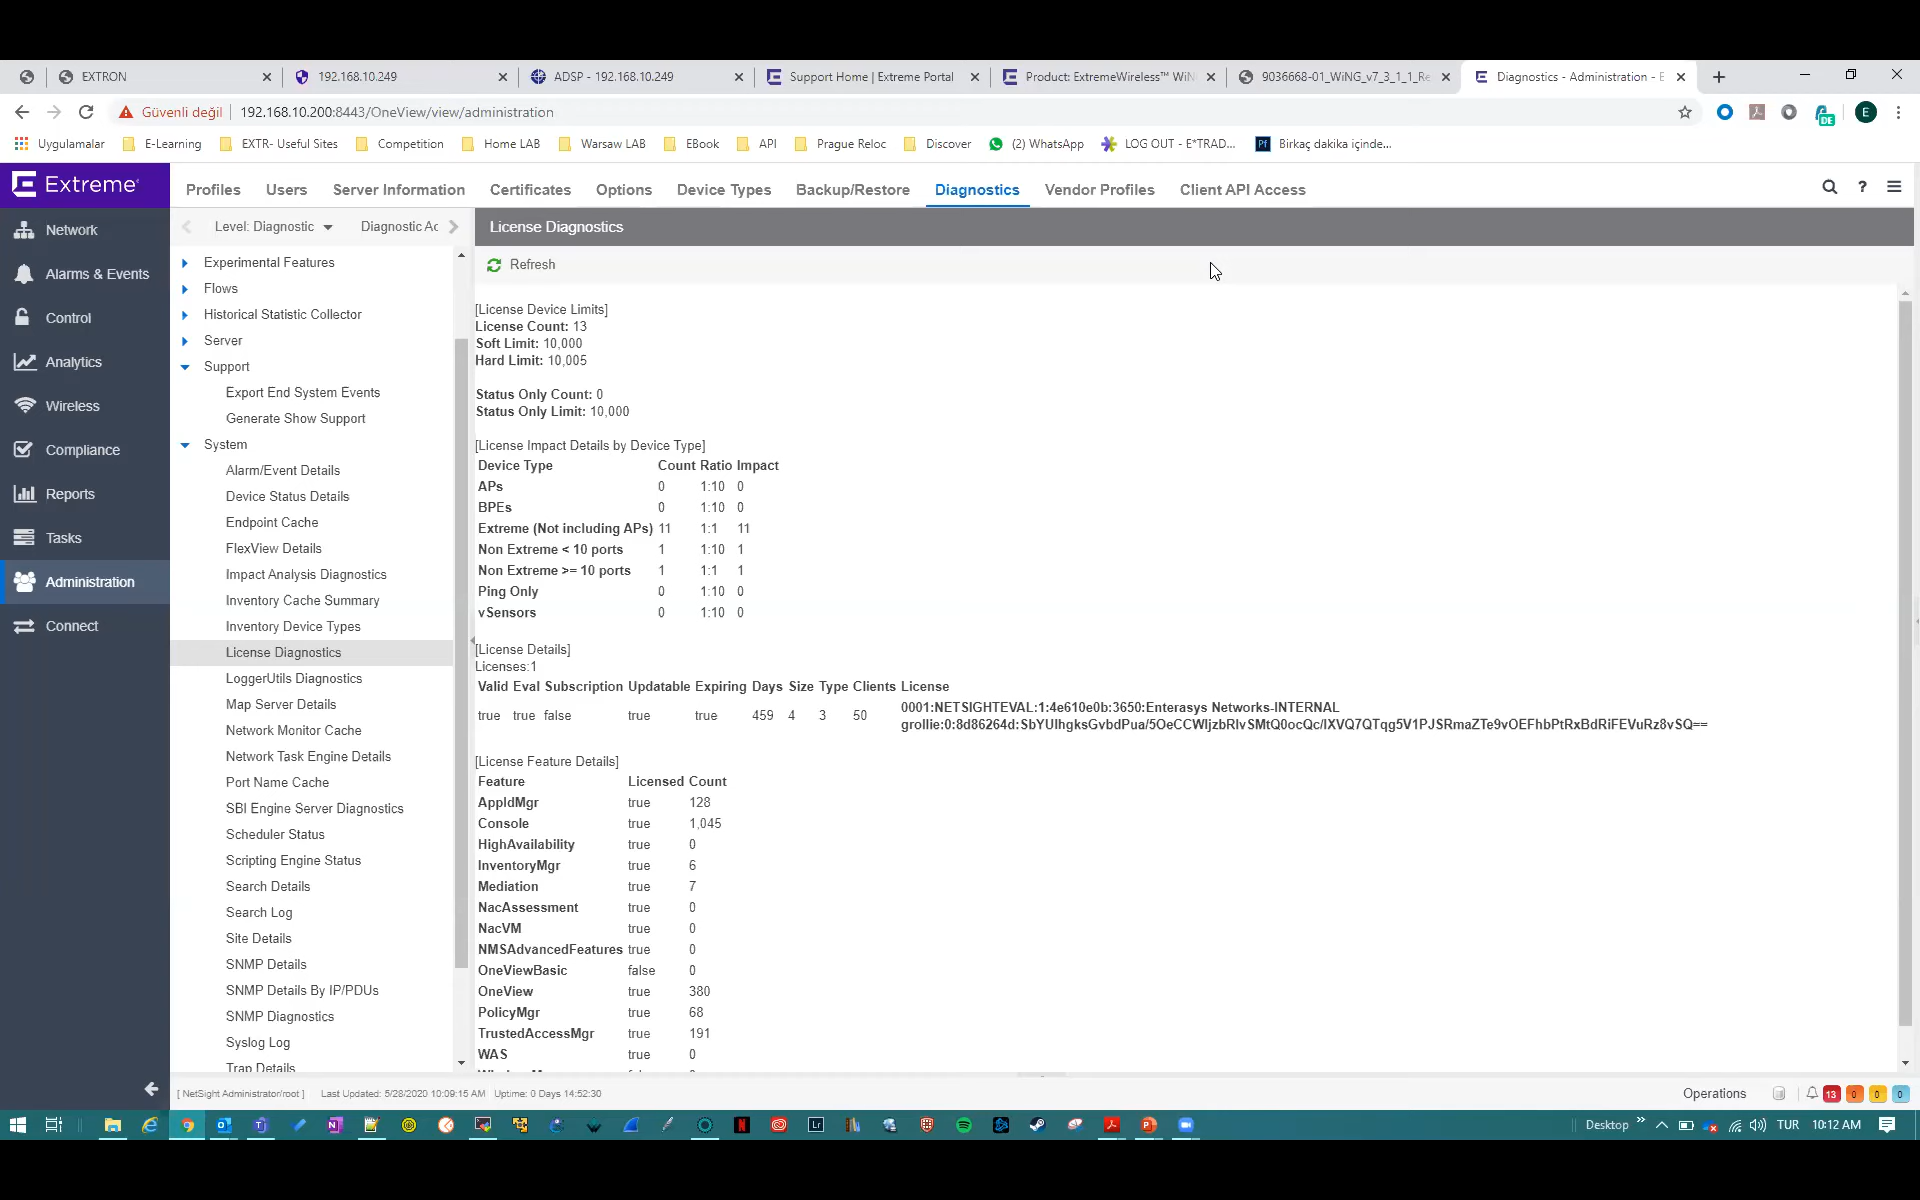 EXTRON
192.168.10.249
ADSP - 192.168.10.249
Support Home | Extreme Portal
Product: ExtremeWireless™ WiN
9036668-01_WiNG_v7_3_1_1_Re
Diagnostics - Administration - E
Güvenli değil
192.168.10.200:8443/OneView/view/administration
E
DE
Uygulamalar
E-Learning
EXTR- Useful Sites
Competition
Home LAB
Warsaw LAB
EBook
API
Prague Reloc
Discover
(2) WhatsApp
LOG OUT - E*TRAD...
Birkaç dakika içinde...
Extreme
Profiles
Users
Server Information
Certificates
Options
Device Types
Backup/Restore
Diagnostics
Vendor Profiles
Client API Access
Network
Alarms & Events
Control
Analytics
Wireless
Compliance
Reports
Tasks
Administration
Connect
Level: Diagnostic
Diagnostic Ac
Experimental Features
Flows
Historical Statistic Collector
Server
Support
Export End System Events
Generate Show Support
System
Alarm/Event Details
Device Status Details
Endpoint Cache
FlexView Details
Impact Analysis Diagnostics
Inventory Cache Summary
Inventory Device Types
License Diagnostics
LoggerUtils Diagnostics
Map Server Details
Network Monitor Cache
Network Task Engine Details
Port Name Cache
SBI Engine Server Diagnostics
Scheduler Status
Scripting Engine Status
Search Details
Search Log
Site Details
SNMP Details
SNMP Details By IP/PDUs
SNMP Diagnostics
Syslog Log
Trap Details
License Diagnostics
Refresh
[License Device Limits]
License Count: 13
Soft Limit: 10,000
Hard Limit: 10,005
Status Only Count: 0
Status Only Limit: 10,000
[License Impact Details by Device Type]
Device Type Count Ratio Impact
APs 0 1:10 0
BPEs 0 1:10 0
Extreme (Not including APs) 11 1:1 11
Non Extreme < 10 ports 1 1:10 1
Non Extreme >= 10 ports 1 1:1 1
Ping Only 0 1:10 0
vSensors 0 1:10 0
[License Details]
Licenses:1
Valid Eval Subscription Updatable Expiring Days Size Type Clients License
true true false true true 459 4 3 50
0001:NETSIGHTEVAL:1:4e610e0b:3650:Enterasys Networks-INTERNAL
[License Feature Details]
Feature Licensed Count
AppIdMgr true 128
Console true 1,045
HighAvailability true 0
InventoryMgr true 6
Mediation true 7
NacAssessment true 0
NacVM true 0
NMSAdvancedFeatures true 0
OneViewBasic false 0
OneView true 380
PolicyMgr true 68
TrustedAccessMgr true 191
WAS true 0
[ NetSight Administrator/root ] Last Updated: 5/28/2020 10:09:15 AM Uptime: 0 Days 14:52:30
Operations
13
0
0
0
Desktop
TUR
10:12 AM